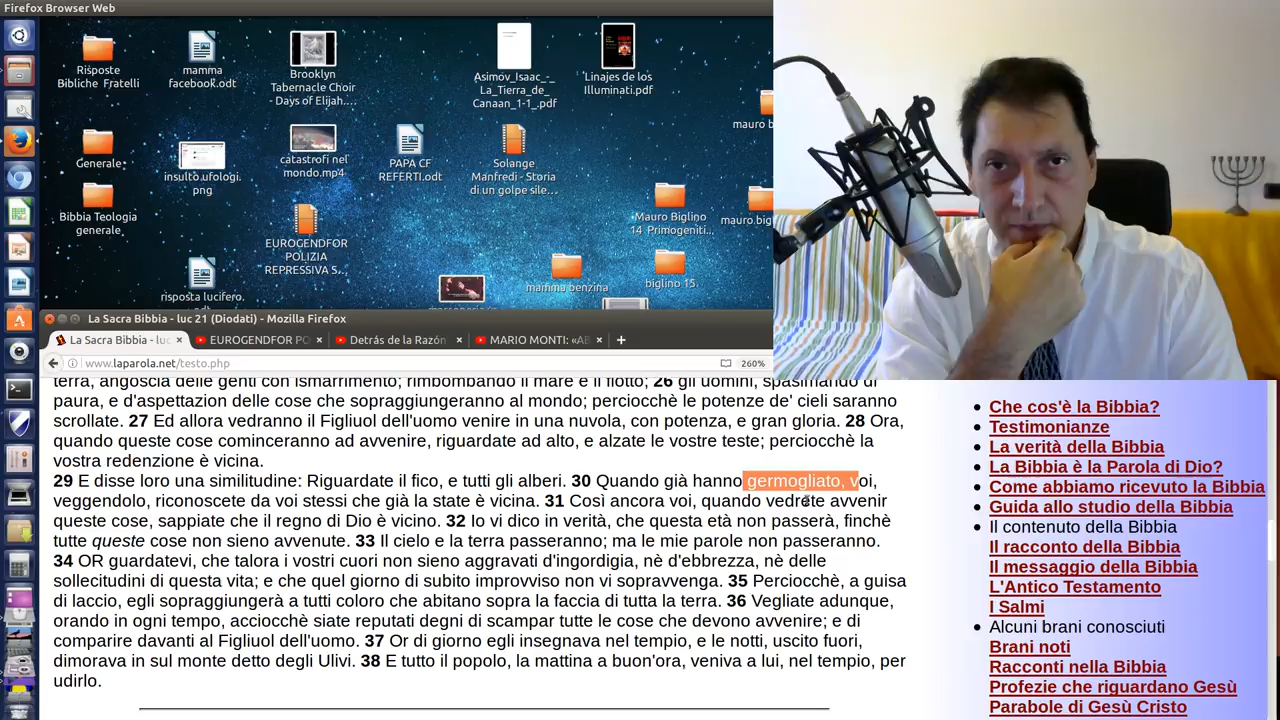 Firefox Browser Web
Risposte
Bibliche Fratelli
mamma
facebook.odt
Brooklyn
Tabernacle Choir
- Days of Elijah....
Asimov_Isaac_-_
La_Tierra_de_
Canaan_1-1_.pdf
Linajes de los
Illuminati.pdf
mauro b
Generale
insulto.ufologi.
png
catastrofi nel
mondo.mp4
PAPA CF
REFERTI.odt
Solange
Manfredi - Storia
di un golpe sile...
Bibbia Teologia
generale
EUROGENDFOR
POLIZIA
REPRESSIVA S...
Mauro Biglino
14 Primogeniti...
mauro.big
risposta lucifero.
mamma benzina
biglino 15.
La Sacra Bibbia - luc 21 (Diodati) - Mozilla Firefox
La Sacra Bibbia - luc
EUROGENDFOR PO
Detrás de la Razón
MARIO MONTI: «AB
www.laparola.net/testo.php
260%
terra, angoscia delle genti con ismarrimento; rimbombando il mare e il fiotto; 26 gli uomini, spasimando di
paura, e d'aspettazion delle cose che sopraggiungeranno al mondo; perciocchè le potenze de' cieli saranno
scrollate. 27 Ed allora vedranno il Figliuol dell'uomo venire in una nuvola, con potenza, e gran gloria. 28 Ora,
quando queste cose cominceranno ad avvenire, riguardate ad alto, e alzate le vostre teste; perciocchè la
vostra redenzione è vicina.
29 E disse loro una similitudine: Riguardate il fico, e tutti gli alberi. 30 Quando già hanno germogliato, voi,
veggendolo, riconoscete da voi stessi che già la state è vicina. 31 Così ancora voi, quando vedrete avvenir
queste cose, sappiate che il regno di Dio è vicino. 32 Io vi dico in verità, che questa età non passerà, finchè
tutte queste cose non sieno avvenute. 33 Il cielo e la terra passeranno; ma le mie parole non passeranno.
34 OR guardatevi, che talora i vostri cuori non sieno aggravati d'ingordigia, nè d'ebbrezza, nè delle
sollecitudini di questa vita; e che quel giorno di subito improvviso non vi sopravvenga. 35 Perciocchè, a guisa
di laccio, egli sopraggiungerà a tutti coloro che abitano sopra la faccia di tutta la terra. 36 Vegliate adunque,
orando in ogni tempo, acciocchè siate reputati degni di scampar tutte le cose che devono avvenire; e di
comparire davanti al Figliuol dell'uomo. 37 Or di giorno egli insegnava nel tempio, e le notti, uscito fuori,
dimorava in sul monte detto degli Ulivi. 38 E tutto il popolo, la mattina a buon'ora, veniva a lui, nel tempio, per
udirlo.
Che cos'è la Bibbia?
Testimonianze
La verità della Bibbia
La Bibbia è la Parola di Dio?
Come abbiamo ricevuto la Bibbia
Guida allo studio della Bibbia
Il contenuto della Bibbia
Il racconto della Bibbia
Il messaggio della Bibbia
L'Antico Testamento
I Salmi
Alcuni brani conosciuti
Brani noti
Racconti nella Bibbia
Profezie che riguardano Gesù
Parabole di Gesù Cristo